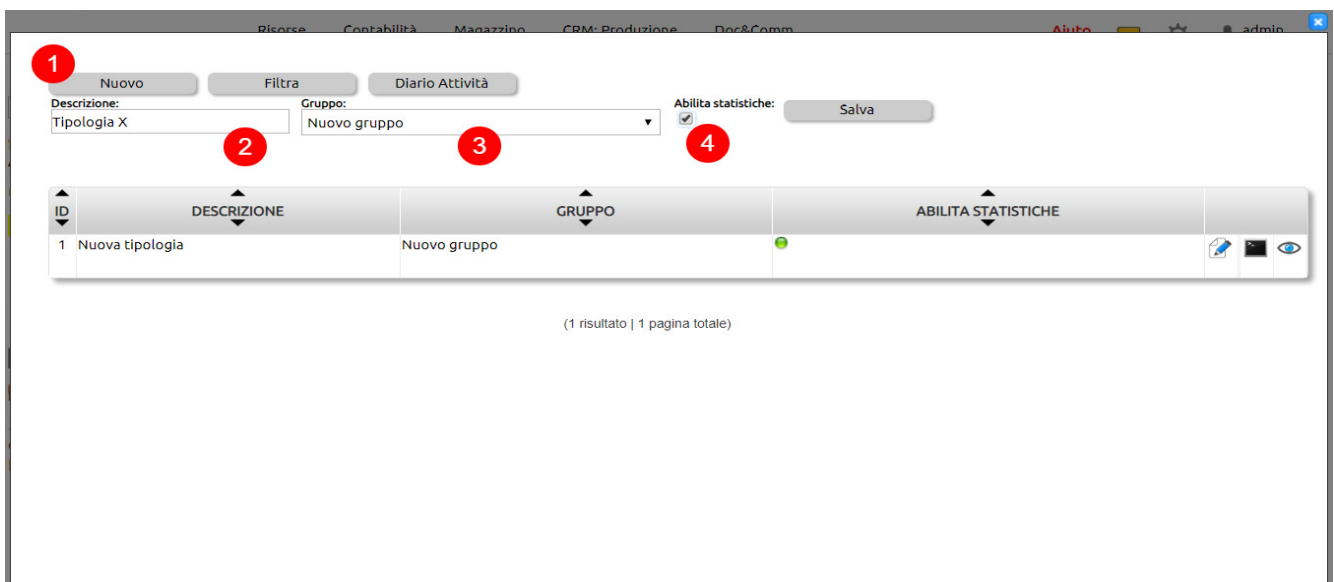 Risorse Contabilità Magazzino CRM: Produzione Doc&Comm Aiuto admin
1
Nuovo Filtra Diario Attività
Descrizione: Gruppo: Abilita statistiche: Salva
Tipologia X Nuovo gruppo
2 3 4
ID DESCRIZIONE GRUPPO ABILITA STATISTICHE
1 Nuova tipologia Nuovo gruppo
(1 risultato | 1 pagina totale)